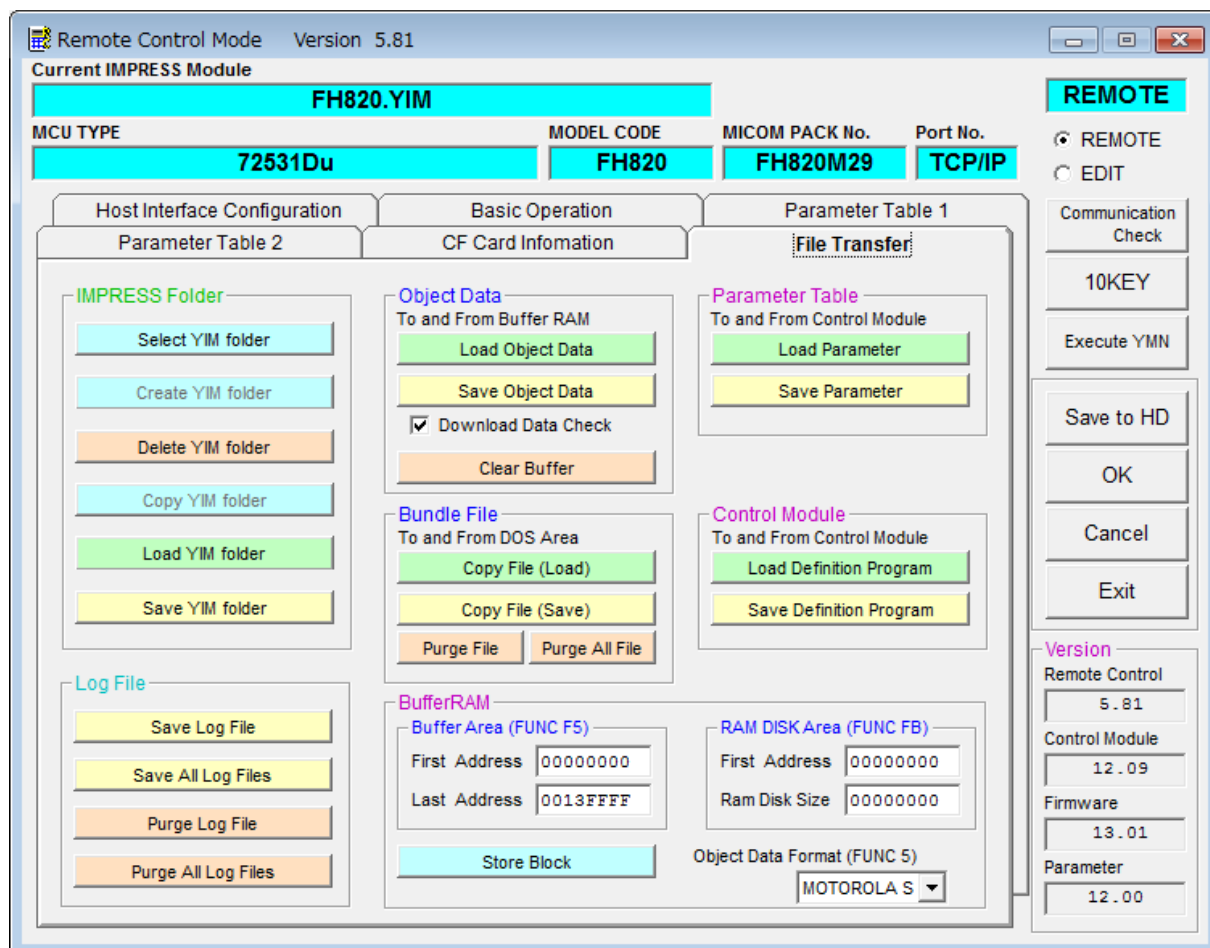 Remote Control Mode Version 5.81
Current IMPRESS Module
FH820.YIM
REMOTE
MCU TYPE
MODEL CODE
MICOM PACK No.
Port No.
72531Du
FH820
FH820M29
TCP/IP
REMOTE
EDIT
Host Interface Configuration
Basic Operation
Parameter Table 1
Parameter Table 2
CF Card Infomation
File Transfer
Communication
Check
10KEY
Execute YMN
Save to HD
OK
Cancel
Exit
IMPRESS Folder
Select YIM folder
Create YIM folder
Delete YIM folder
Copy YIM folder
Load YIM folder
Save YIM folder
Object Data
To and From Buffer RAM
Load Object Data
Save Object Data
Download Data Check
Clear Buffer
Parameter Table
To and From Control Module
Load Parameter
Save Parameter
Bundle File
To and From DOS Area
Copy File (Load)
Copy File (Save)
Purge File
Purge All File
Control Module
To and From Control Module
Load Definition Program
Save Definition Program
Log File
Save Log File
Save All Log Files
Purge Log File
Purge All Log Files
BufferRAM
Buffer Area (FUNC F5)
First Address 00000000
Last Address 0013FFFF
RAM DISK Area (FUNC FB)
First Address 00000000
Ram Disk Size 00000000
Store Block
Object Data Format (FUNC 5)
MOTOROLA S
Version
Remote Control
5.81
Control Module
12.09
Firmware
13.01
Parameter
12.00